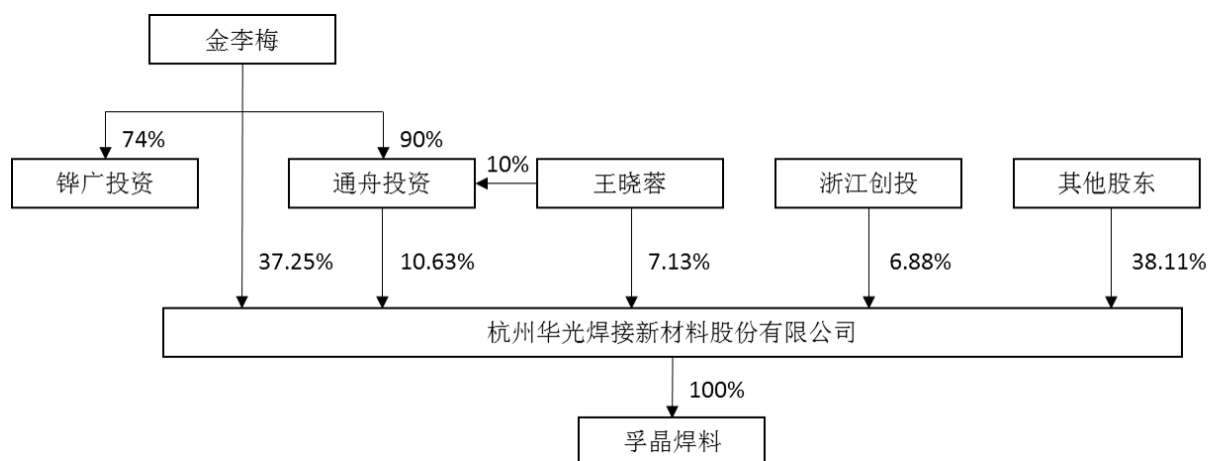 金李梅
74%
90%
铧广投资
通舟投资
10%
王晓蓉
浙江创投
其他股东
37.25%
10.63%
7.13%
6.88%
38.11%
杭州华光焊接新材料股份有限公司
100%
孚晶焊料